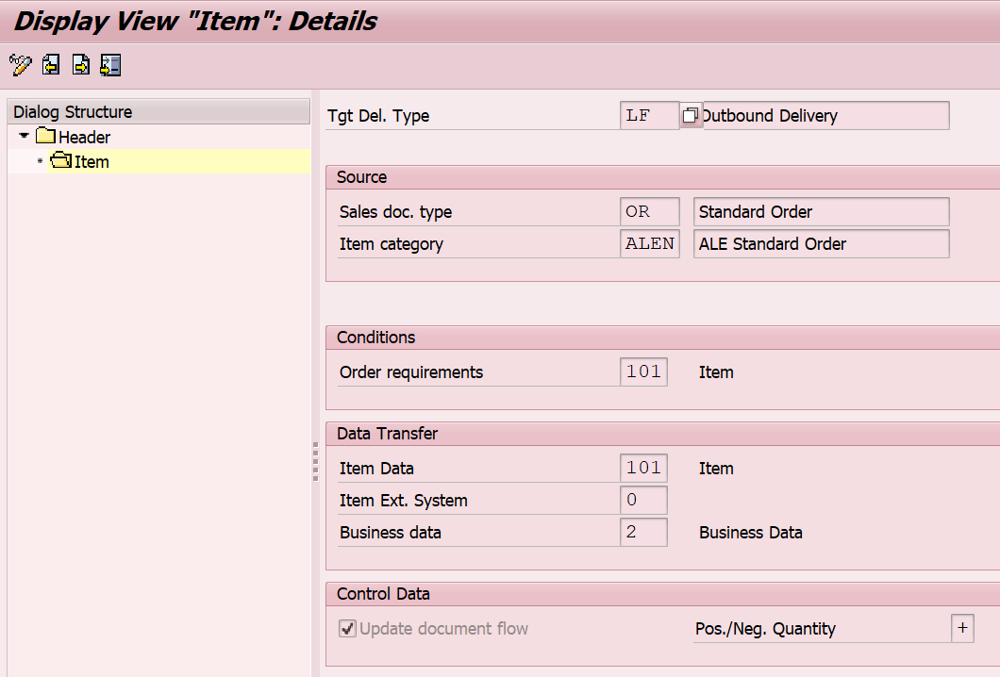 Display View "Item": Details
Dialog Structure
Header
Item
Tgt Del. Type LF Outbound Delivery
Source
Sales doc. type OR Standard Order
Item category ALEN ALE Standard Order
Conditions
Order requirements 101 Item
Data Transfer
Item Data 101 Item
Item Ext. System 0
Business data 2 Business Data
Control Data
Update document flow Pos./Neg. Quantity +